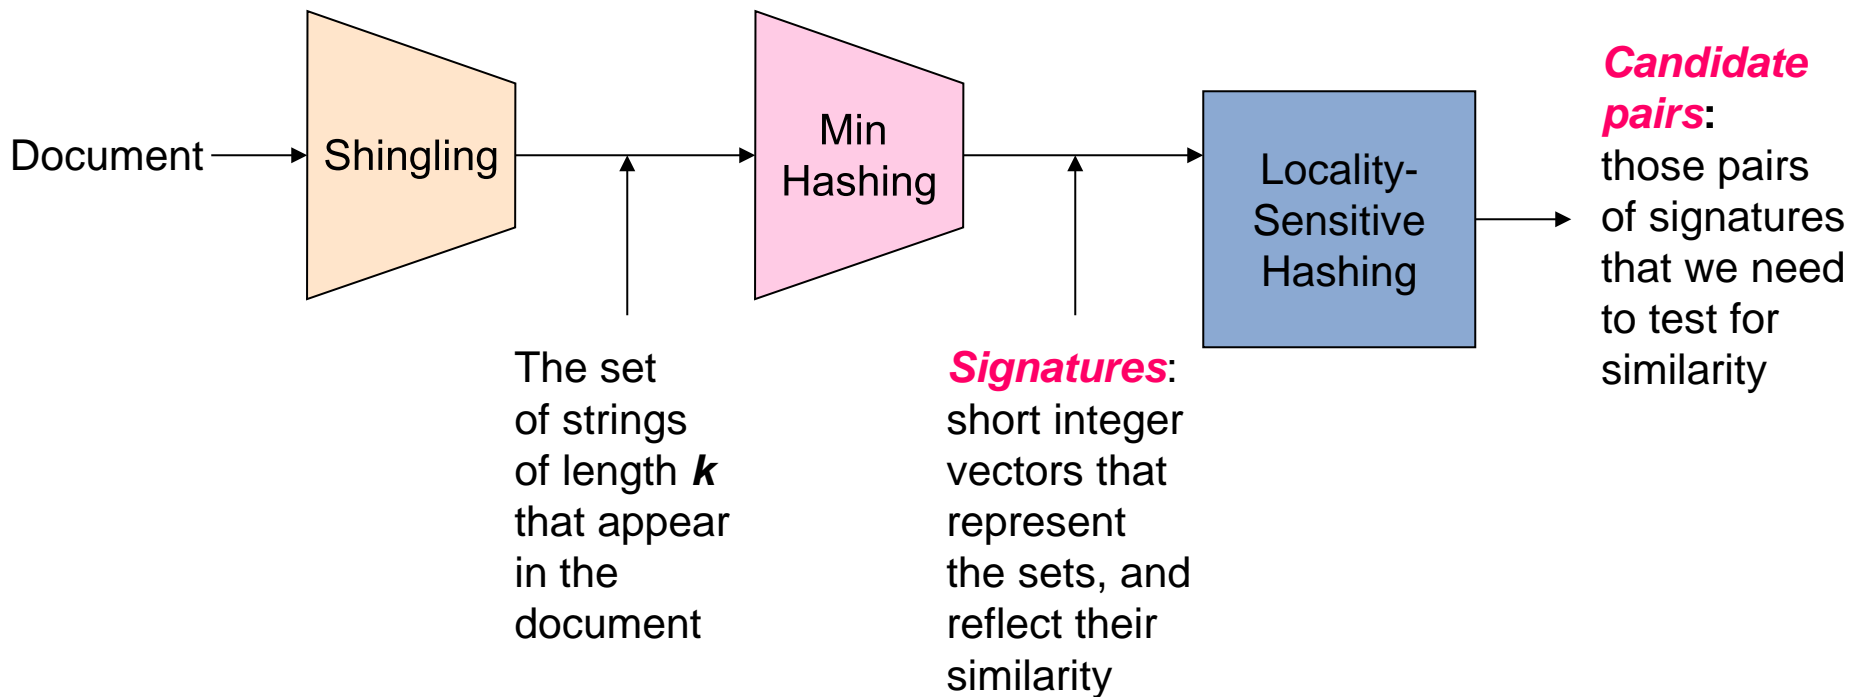 Document
Shingling
The set
of strings
of length k
that appear
in the
document
Min
Hashing
Signatures:
short integer
vectors that
represent
the sets, and
reflect their
similarity
Locality-
Sensitive
Hashing
Candidate
pairs:
those pairs
of signatures
that we need
to test for
similarity